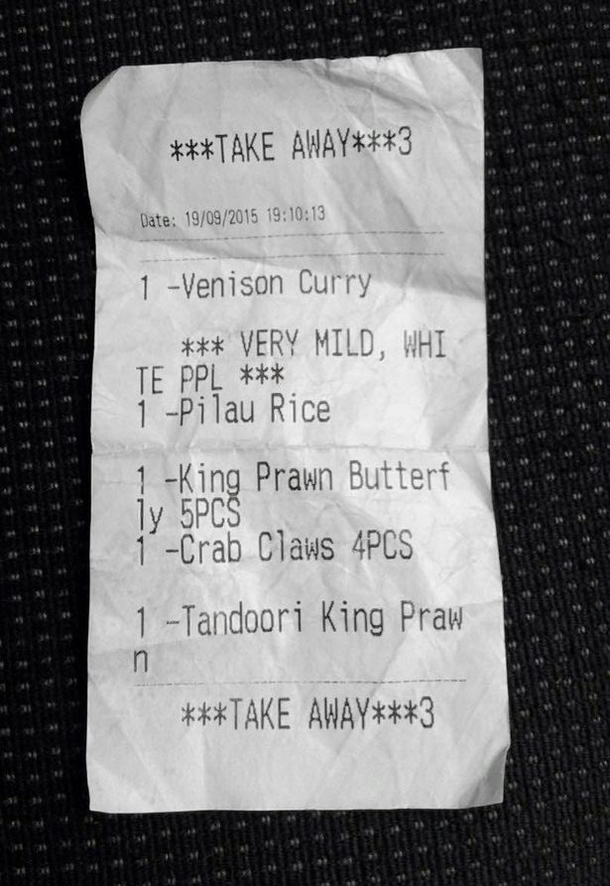 ***TAKE AWAY***3
Date: 19/09/2015 19:10:13
1 -Venison Curry
*** VERY MILD, WHI
TE PPL ***
1 -Pilau Rice
1 -King Prawn Butterf
ly 5PCS
1 -Crab Claws 4PCS
1 -Tandoori King Praw
n
***TAKE AWAY***3